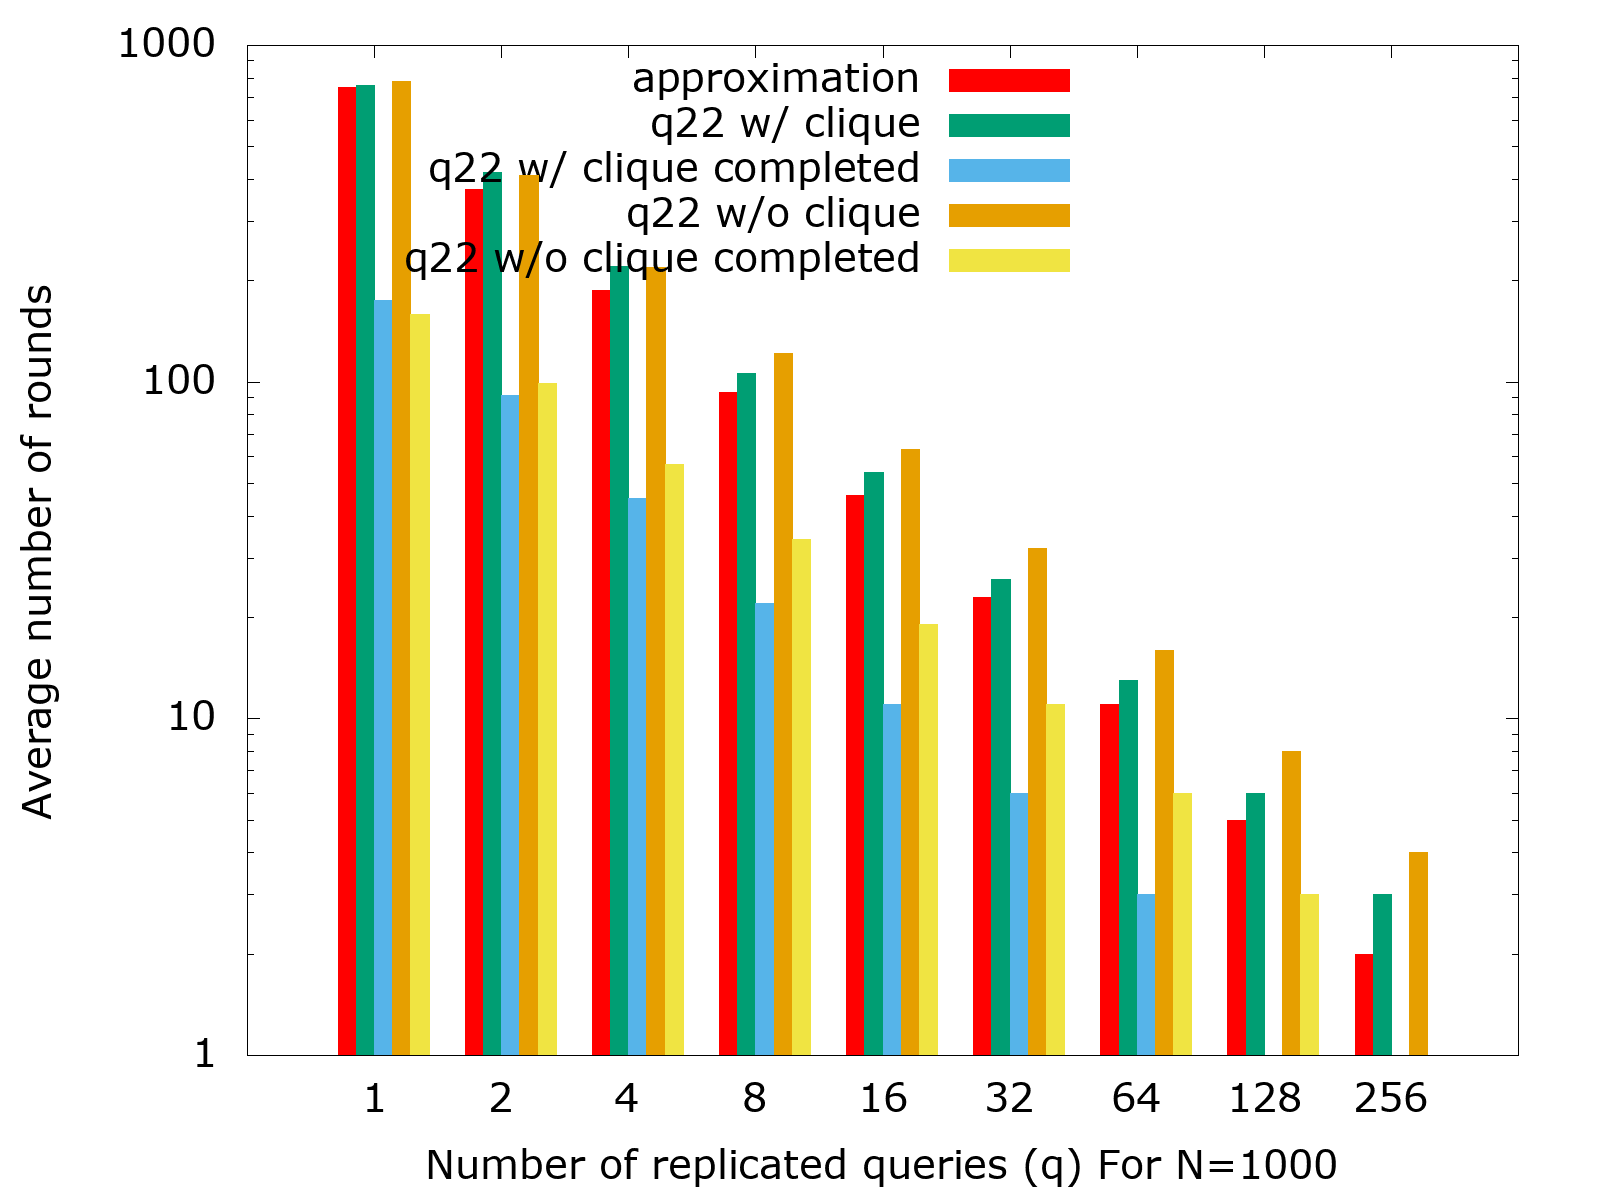 1000
100
10
1
Average number of rounds
approximation
q22 w/ clique
q22 w/ clique completed
q22 w/o clique
q22 w/o clique completed
1 2 4 8 16 32 64 128 256
Number of replicated queries (q) For N=1000